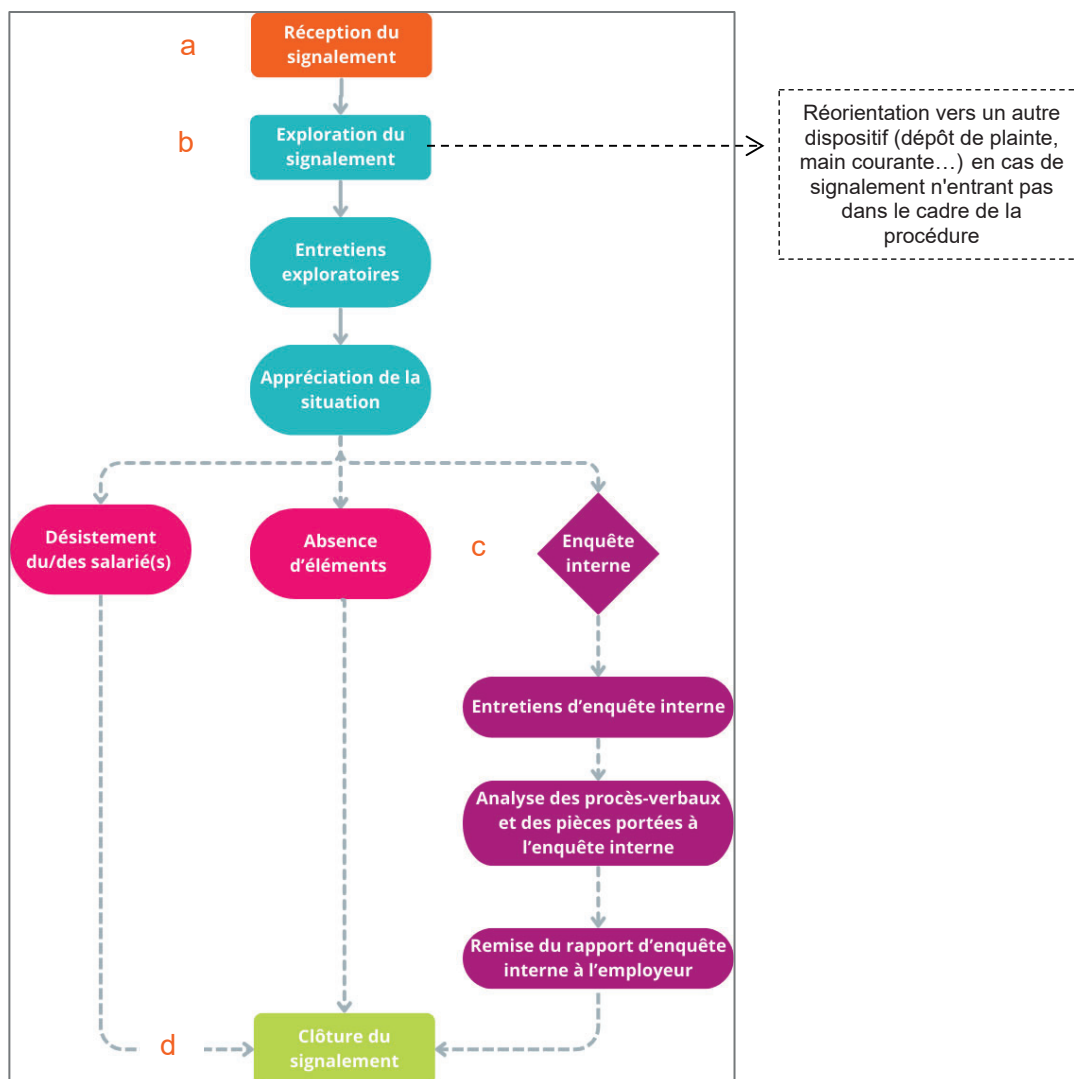 a
Réception du
signalement
b
Exploration du
signalement
Réorientation vers un autre
dispositif (dépôt de plainte,
main courante…) en cas de
signalement n'entrant pas
dans le cadre de la
procédure
Entretiens
exploratoires
Appréciation de la
situation
Désistement
du/des salarié(s)
Absence
d’éléments
c
Enquête
interne
Entretiens d’enquête interne
Analyse des procès-verbaux
et des pièces portées à
l’enquête interne
Remise du rapport d’enquête
interne à l’employeur
d
Clôture du
signalement